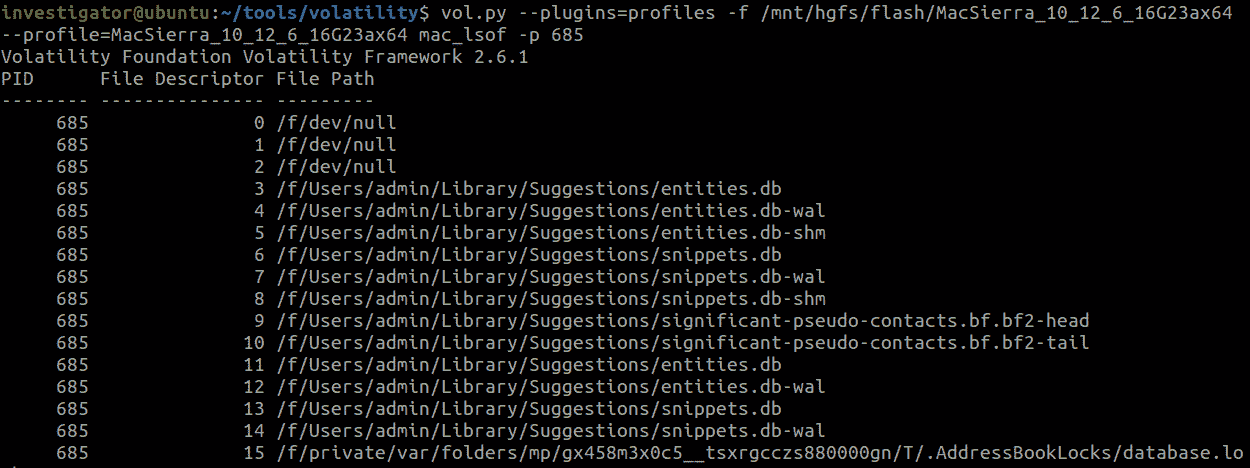 investigator@ubuntu:~/tools/volatility$ vol.py --plugins=profiles -f /mnt/hgfs/flash/MacSierra_10_12_6_16G23ax64
--profile=MacSierra_10_12_6_16G23ax64 mac_lsof -p 685
Volatility Foundation Volatility Framework 2.6.1
PID      File Descriptor File Path
-------- --------------- ---------
     685               0 /f/dev/null
     685               1 /f/dev/null
     685               2 /f/dev/null
     685               3 /f/Users/admin/Library/Suggestions/entities.db
     685               4 /f/Users/admin/Library/Suggestions/entities.db-wal
     685               5 /f/Users/admin/Library/Suggestions/entities.db-shm
     685               6 /f/Users/admin/Library/Suggestions/snippets.db
     685               7 /f/Users/admin/Library/Suggestions/snippets.db-wal
     685               8 /f/Users/admin/Library/Suggestions/snippets.db-shm
     685               9 /f/Users/admin/Library/Suggestions/significant-pseudo-contacts.bf.bf2-head
     685              10 /f/Users/admin/Library/Suggestions/significant-pseudo-contacts.bf.bf2-tail
     685              11 /f/Users/admin/Library/Suggestions/entities.db
     685              12 /f/Users/admin/Library/Suggestions/entities.db-wal
     685              13 /f/Users/admin/Library/Suggestions/snippets.db
     685              14 /f/Users/admin/Library/Suggestions/snippets.db-wal
     685              15 /f/private/var/folders/mp/gx458m3x0c5__tsxrgcczs880000gn/T/.AddressBookLocks/database.lo